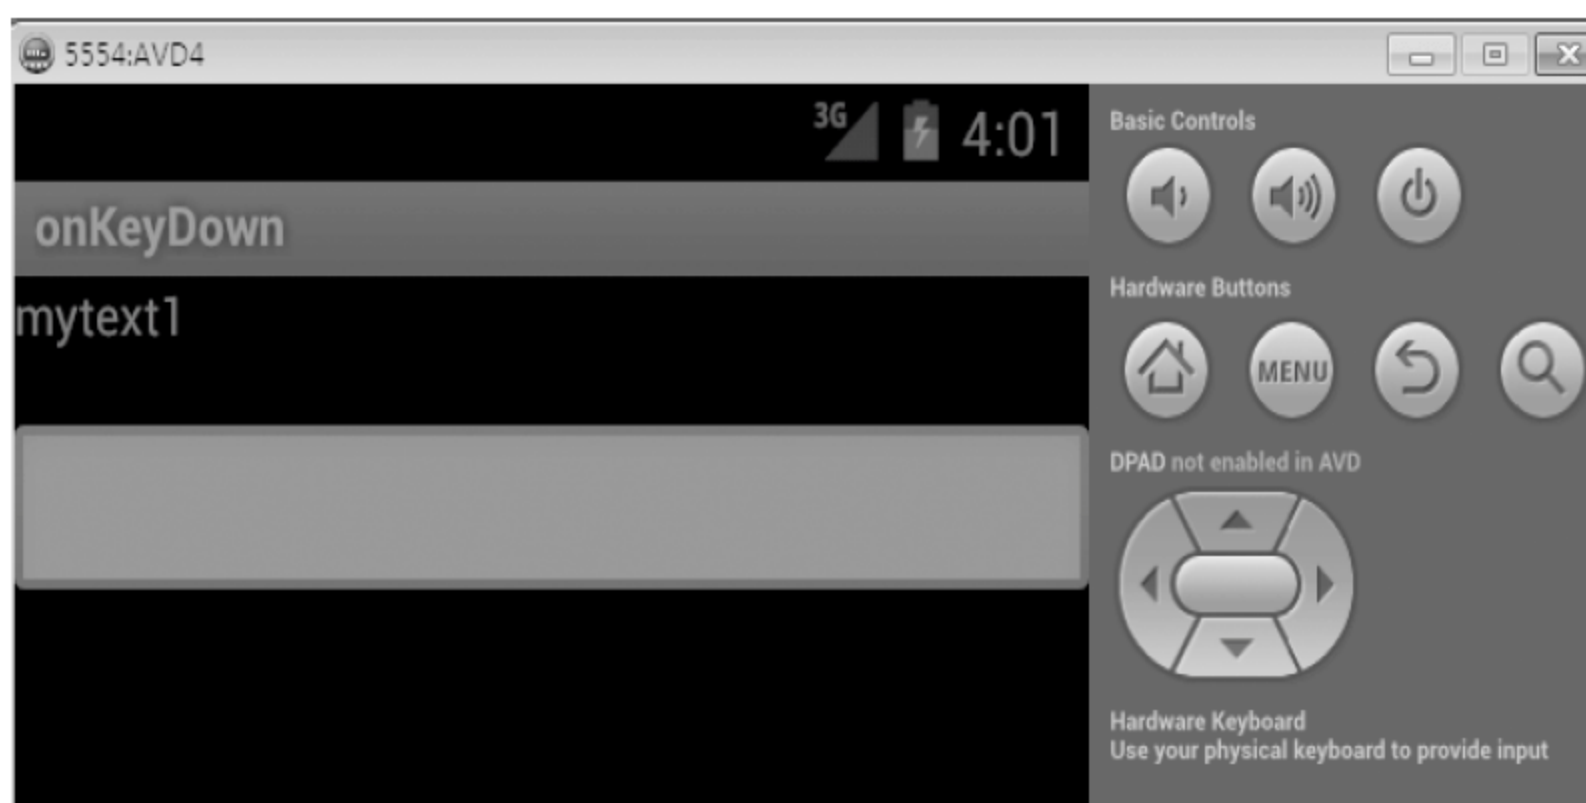 5554:AVD4
3G 4:01
onKeyDown
mytext1
Basic Controls
Hardware Buttons
MENU
DPAD not enabled in AVD
Hardware Keyboard
Use your physical keyboard to provide input